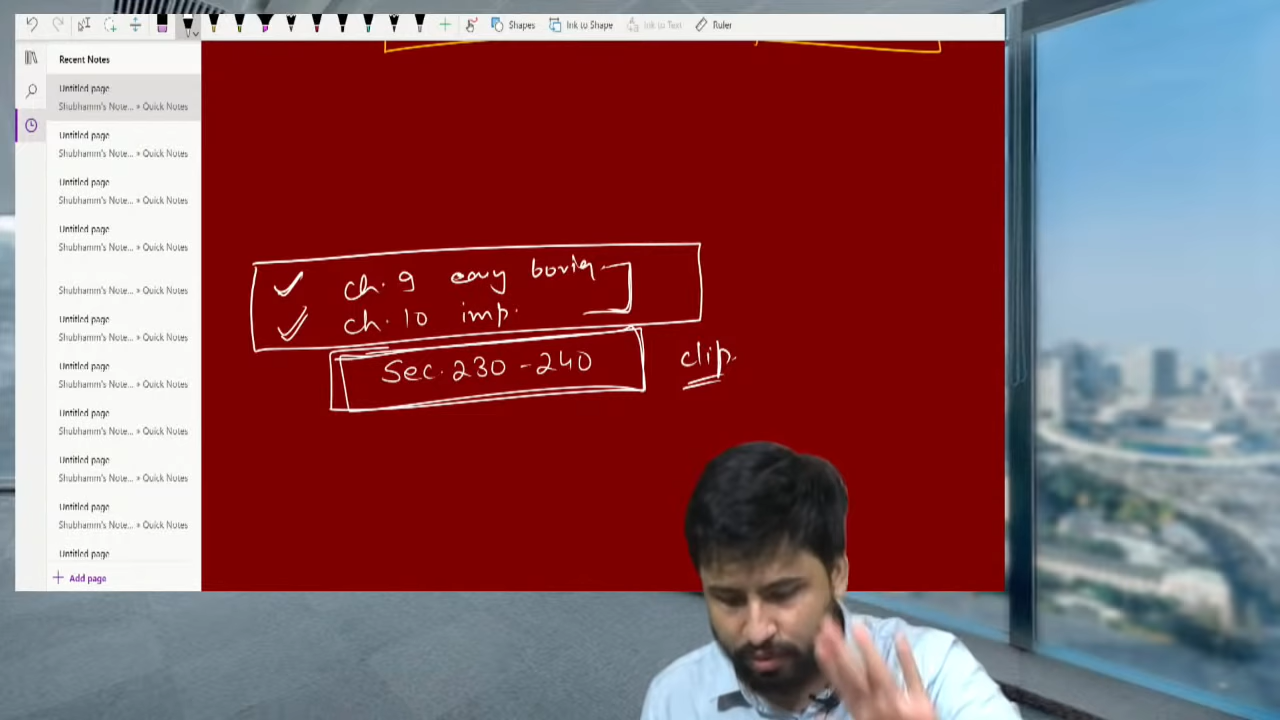 Shapes
Ink to Shape
Ink to Text
Ruler
Recent Notes
Untitled page
Shubhamm's Note... » Quick Notes
Untitled page
Shubhamm's Note... » Quick Notes
Untitled page
Shubhamm's Note... » Quick Notes
Untitled page
Shubhamm's Note... » Quick Notes
Shubhamm's Note... » Quick Notes
Untitled page
Shubhamm's Note... » Quick Notes
Untitled page
Shubhamm's Note... » Quick Notes
Untitled page
Shubhamm's Note... » Quick Notes
Untitled page
Shubhamm's Note... » Quick Notes
Untitled page
Shubhamm's Note... » Quick Notes
Untitled page
Add page
ch. 9 easy boring
ch. 10 imp.
Sec. 230 - 240
clip.